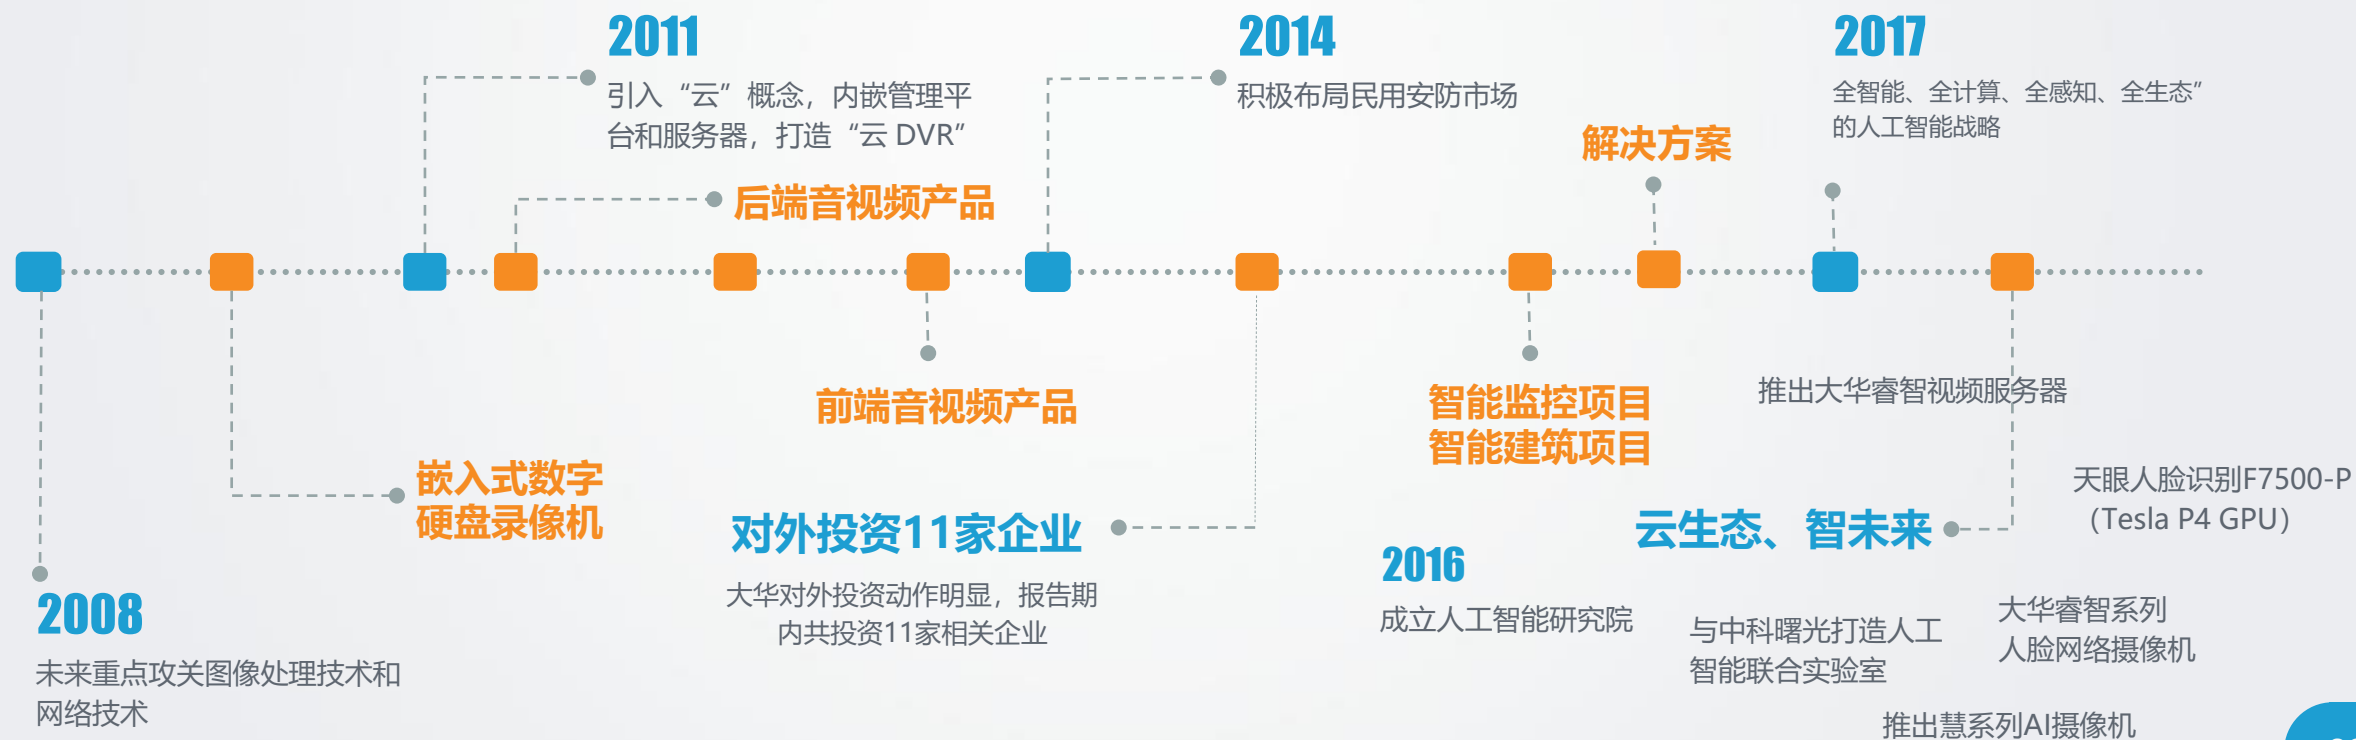 2011
引入“云”概念，内嵌管理平
台和服务器，打造“云 DVR”
2014
积极布局民用安防市场
2017
全智能、全计算、全感知、全生态”
的人工智能战略
解决方案
后端音视频产品
前端音视频产品
智能监控项目
智能建筑项目
推出大华睿智视频服务器
嵌入式数字
硬盘录像机
对外投资11家企业
大华对外投资动作明显，报告期
内共投资11家相关企业
云生态、智未来
天眼人脸识别F7500-P
（Tesla P4 GPU）
2016
成立人工智能研究院
2008
未来重点攻关图像处理技术和
网络技术
与中科曙光打造人工
智能联合实验室
大华睿智系列
人脸网络摄像机
推出慧系列AI摄像机